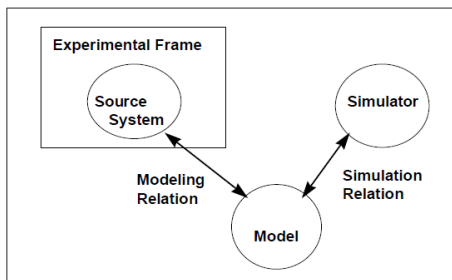 Experimental Frame
Source
System
Simulator
Modeling
Relation
Simulation
Relation
Model